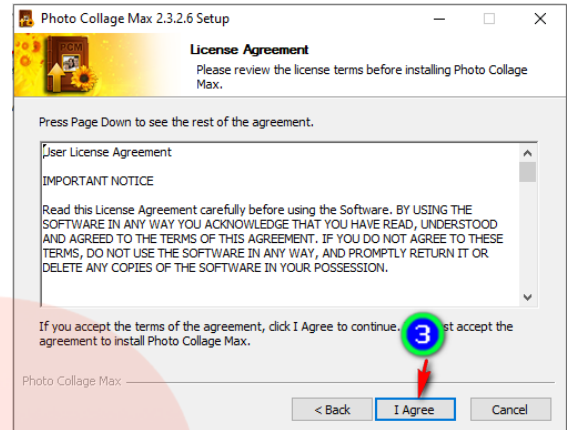 Photo Collage Max 2.3.2.6 Setup
PCM
License Agreement
Please review the license terms before installing Photo Collage
Max.
Press Page Down to see the rest of the agreement.
User License Agreement
IMPORTANT NOTICE
Read this License Agreement carefully before using the Software. BY USING THE
SOFTWARE IN ANY WAY YOU ACKNOWLEDGE THAT YOU HAVE READ, UNDERSTOOD
AND AGREED TO THE TERMS OF THIS AGREEMENT. IF YOU DO NOT AGREE TO THESE
TERMS, DO NOT USE THE SOFTWARE IN ANY WAY, AND PROMPTLY RETURN IT OR
DELETE ANY COPIES OF THE SOFTWARE IN YOUR POSSESSION.
If you accept the terms of the agreement, click I Agree to continue. accept the
agreement to install Photo Collage Max.
3
Photo Collage Max
< Back I Agree Cancel